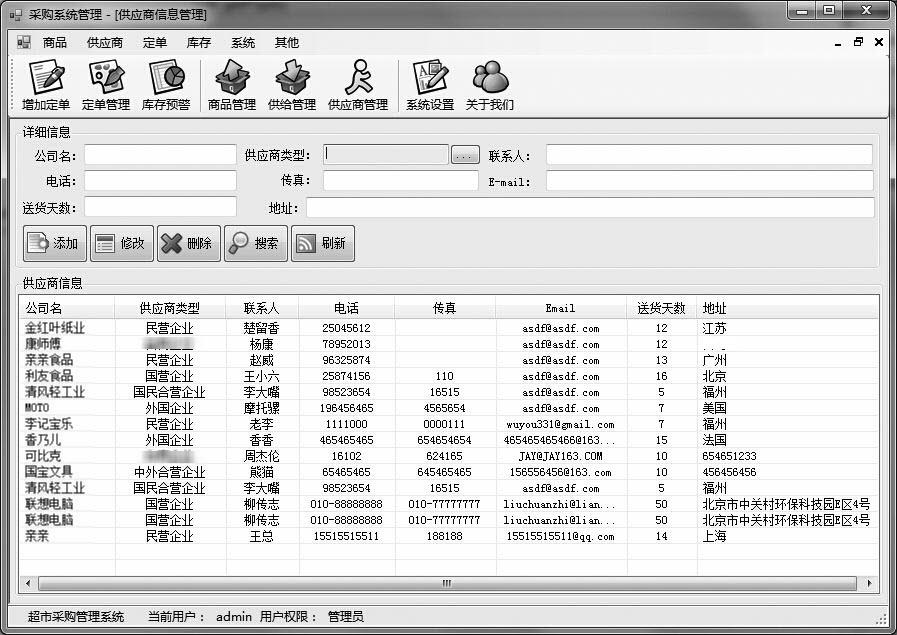 采购系统管理 - [供应商信息管理]
商品 供应商 定单 库存 系统 其他
增加定单 定单管理 库存预警 商品管理 供给管理 供应商管理 系统设置 关于我们
详细信息
公司名: 供应商类型: ... 联系人:
电话: 传真: E-mail:
送货天数: 地址:
添加 修改 删除 搜索 刷新
供应商信息
公司名 供应商类型 联系人 电话 传真 Email 送货天数 地址
金红叶纸业 民营企业 楚留香 25045612 asdf@asdf.com 12 江苏
康师傅 杨康 78952013 asdf@asdf.com 12
亲亲食品 民营企业 赵威 96325874 asdf@asdf.com 13 广州
利友食品 国营企业 王小六 25874156 110 asdf@asdf.com 16 北京
清风轻工业 国民合营企业 李大嘴 98523654 16515 asdf@asdf.com 5 福州
MOTO 外国企业 摩托骡 196456465 4565654 asdf@asdf.com 7 美国
李记宝乐 民营企业 老李 1111000 0000111 wuyou331@gmail.com 7 福州
香乃儿 外国企业 香香 465465465 654654654 465465465466@163... 15 法国
可比克 周杰伦 16102 624165 JAY@JAY163.COM 10 654651233
国宝文具 中外合营企业 熊猫 65465465 645465465 156556456@163.com 10 456456456
清风轻工业 国民合营企业 李大嘴 98523654 16515 asdf@asdf.com 5 福州
联想电脑 国营企业 柳传志 010-88888888 010-77777777 liuchuanzhi@lian... 50 北京市中关村环保科技园E区4号
联想电脑 国营企业 柳传志 010-88888888 010-77777777 liuchuanzhi@lian... 50 北京市中关村环保科技园E区4号
亲亲 民营企业 王总 15515515511 188188 15515515511@qq.com 14 上海
超市采购管理系统 当前用户: admin 用户权限: 管理员